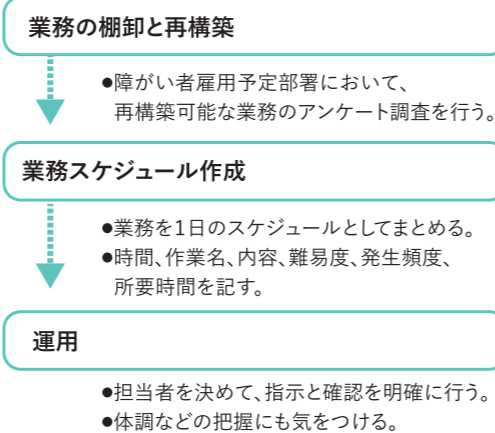 業務の棚卸と再構築
●障がい者雇用予定部署において、
再構築可能な業務のアンケート調査を行う。
業務スケジュール作成
●業務を1日のスケジュールとしてまとめる。
●時間、作業名、内容、難易度、発生頻度、
所要時間を記す。
運用
●担当者を決めて、指示と確認を明確に行う。
●体調などの把握にも気をつける。